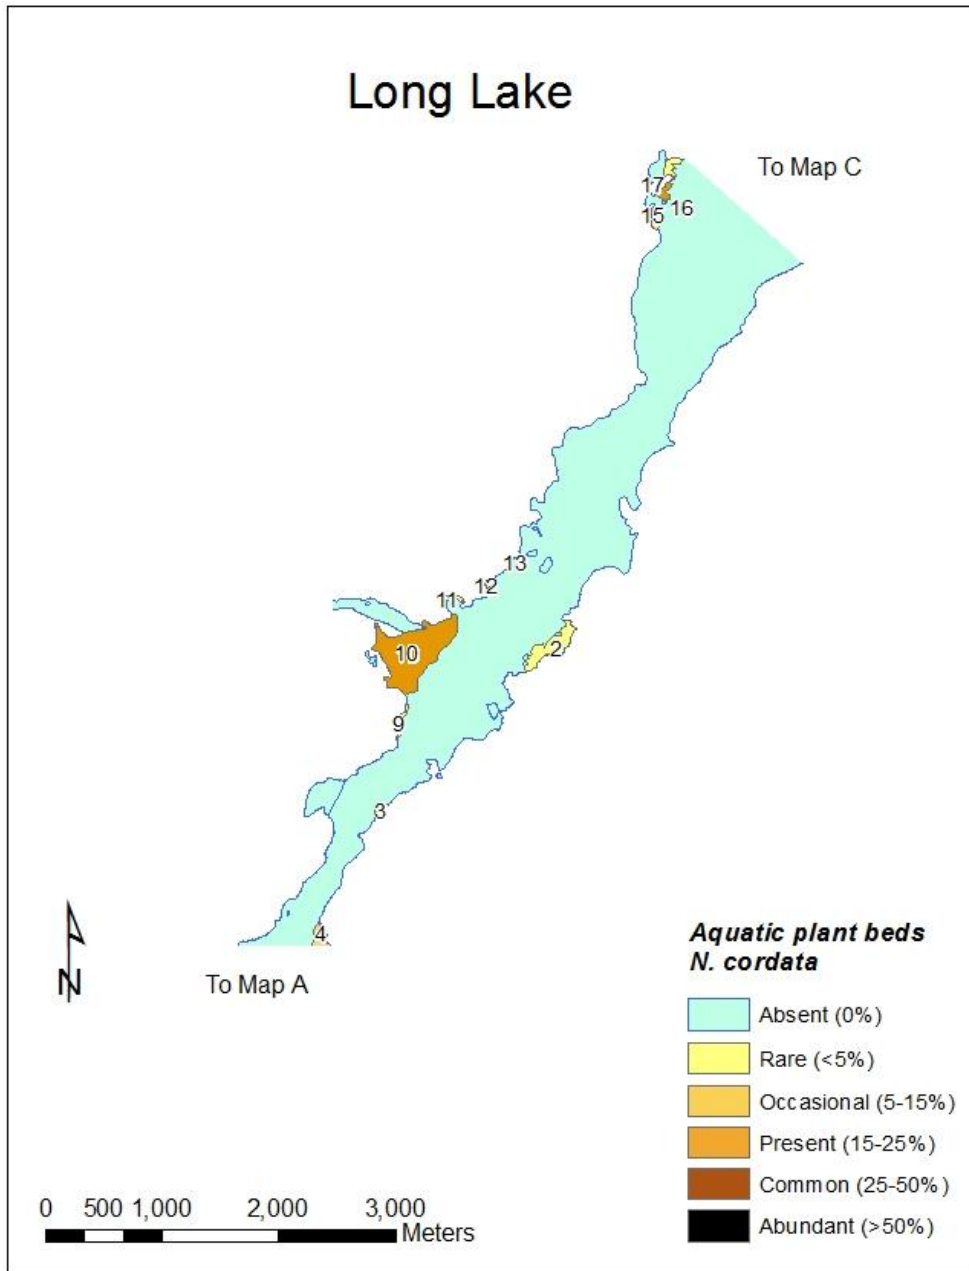 Long Lake
To Map C
17
16
15
13
12
11
10
2
9
3
4
To Map A
N
Aquatic plant beds
N. cordata
Absent (0%)
Rare (<5%)
Occasional (5-15%)
Present (15-25%)
Common (25-50%)
Abundant (>50%)
0 500 1,000 2,000 3,000
Meters